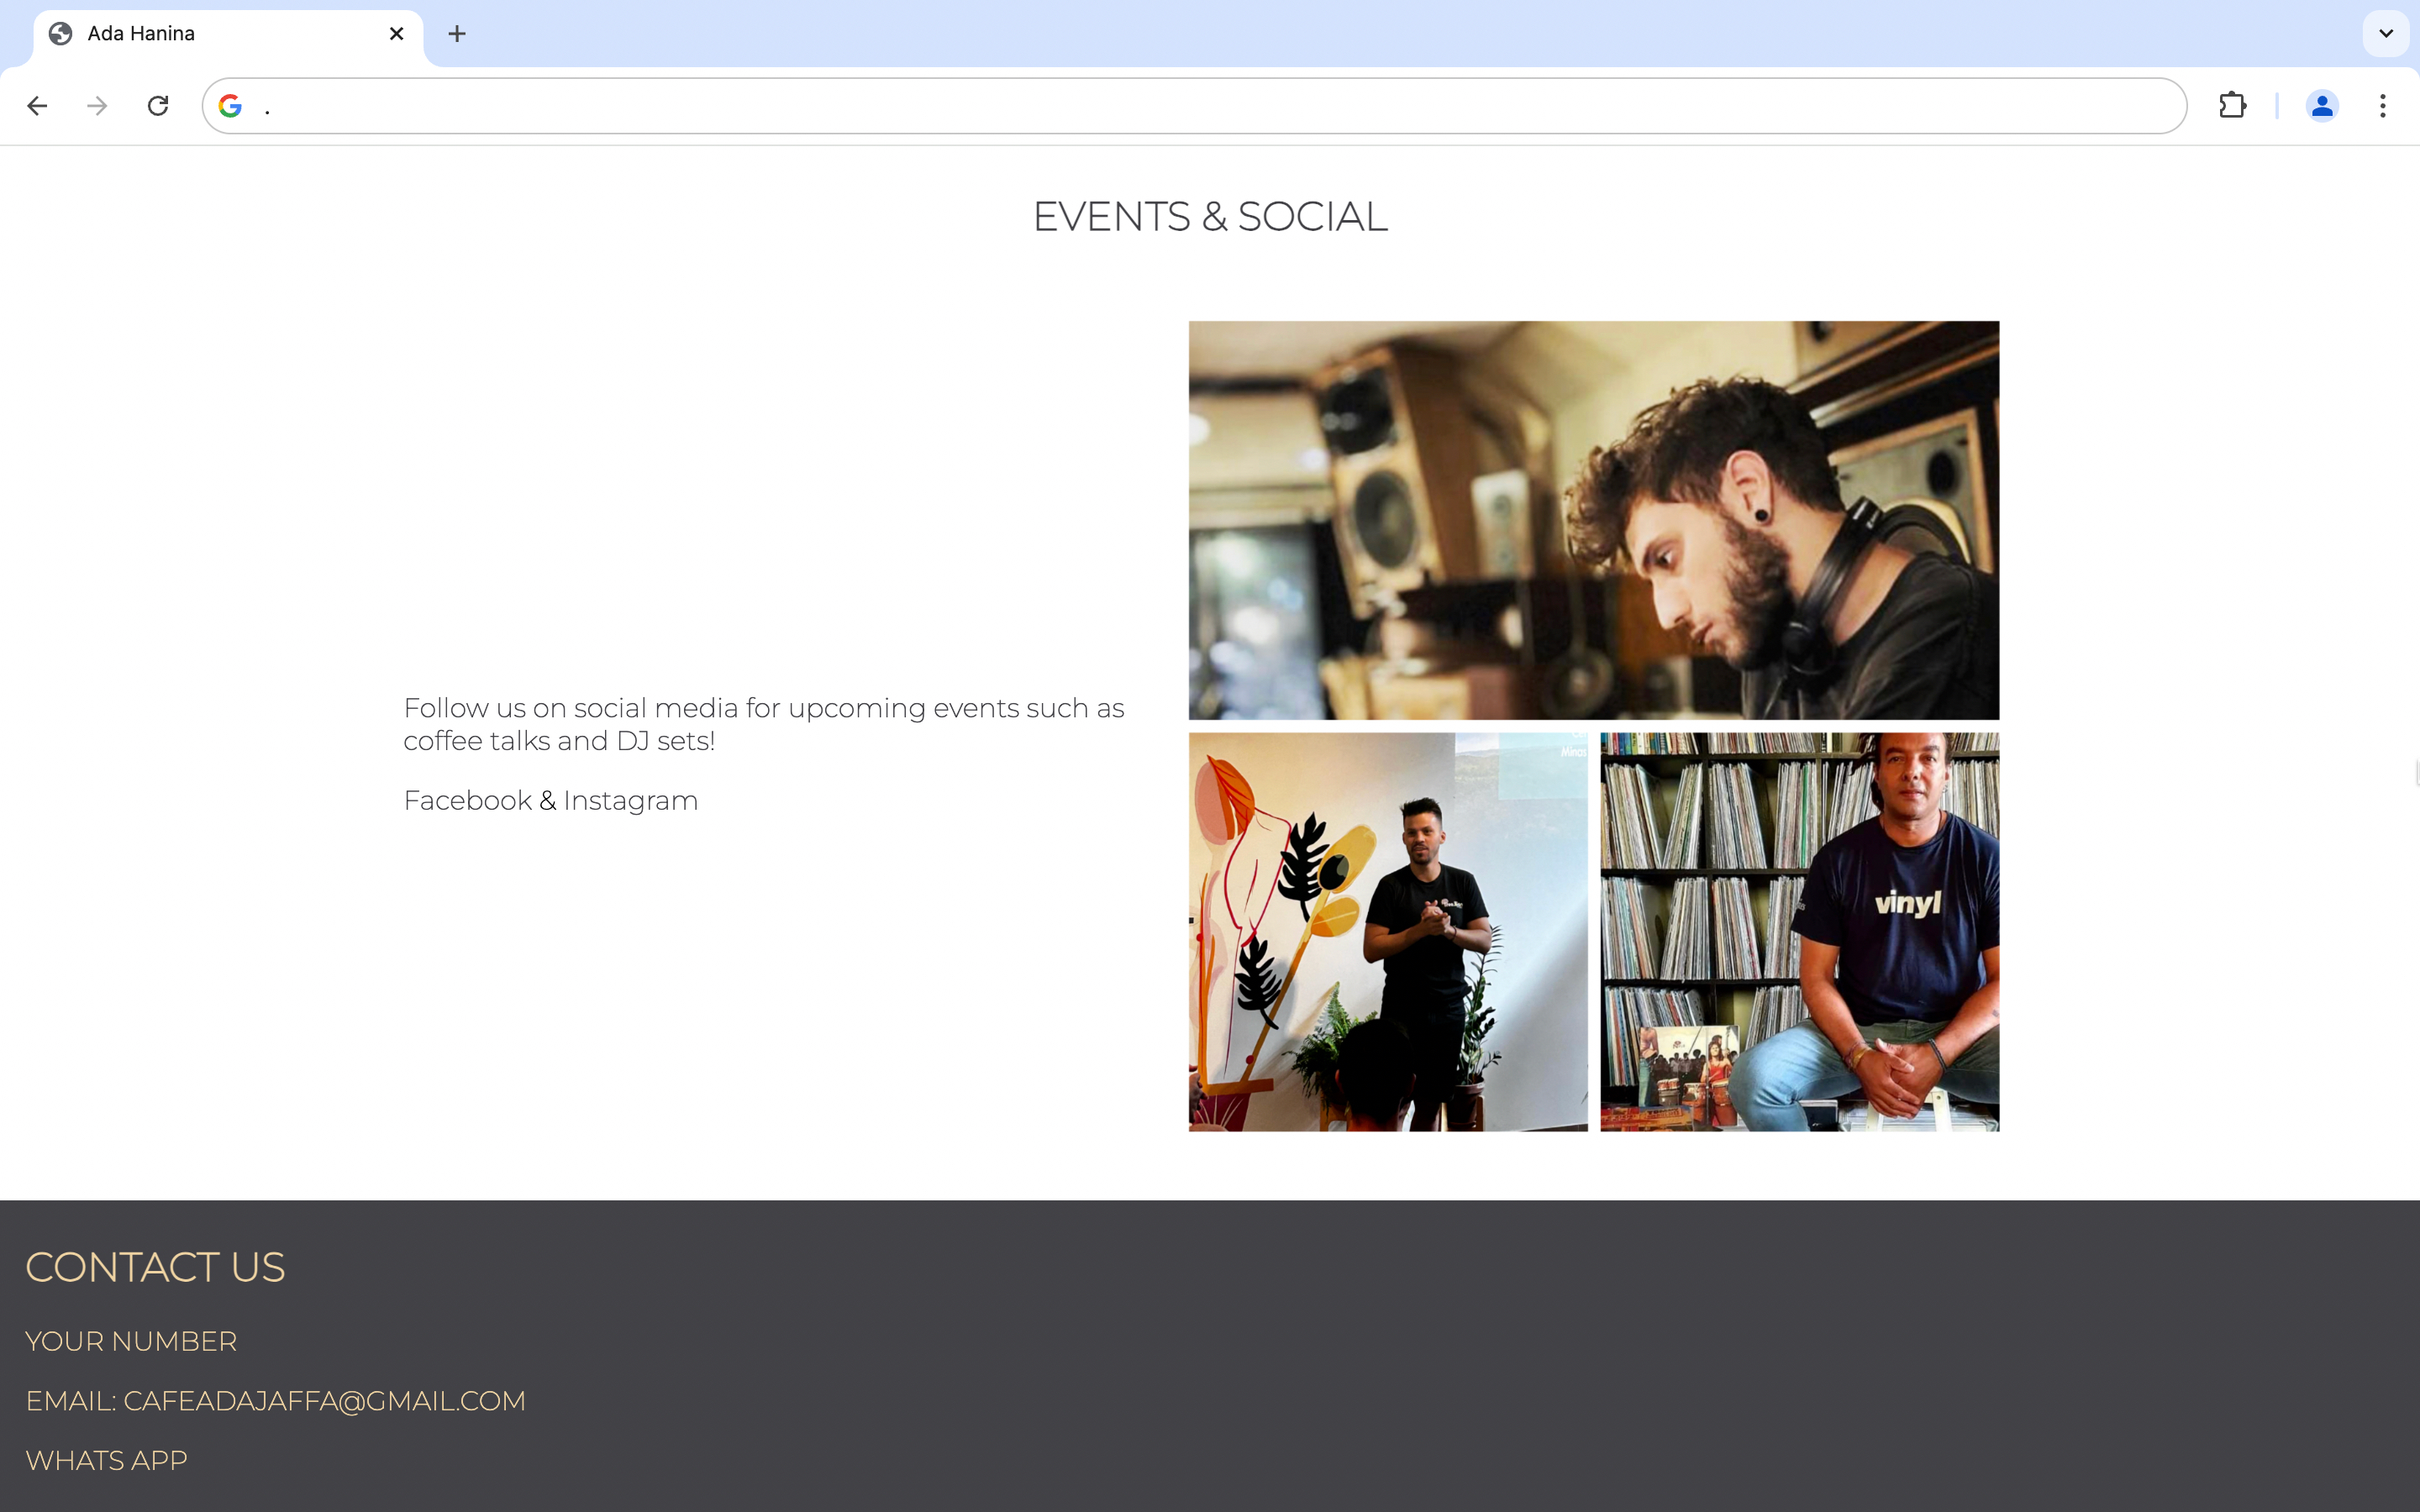 Ada Hanina
.
EVENTS & SOCIAL
Follow us on social media for upcoming events such as
coffee talks and DJ sets!
Facebook & Instagram
Minas
vinyl
CONTACT US
YOUR NUMBER
EMAIL: CAFEADAJAFFA@GMAIL.COM
WHATS APP